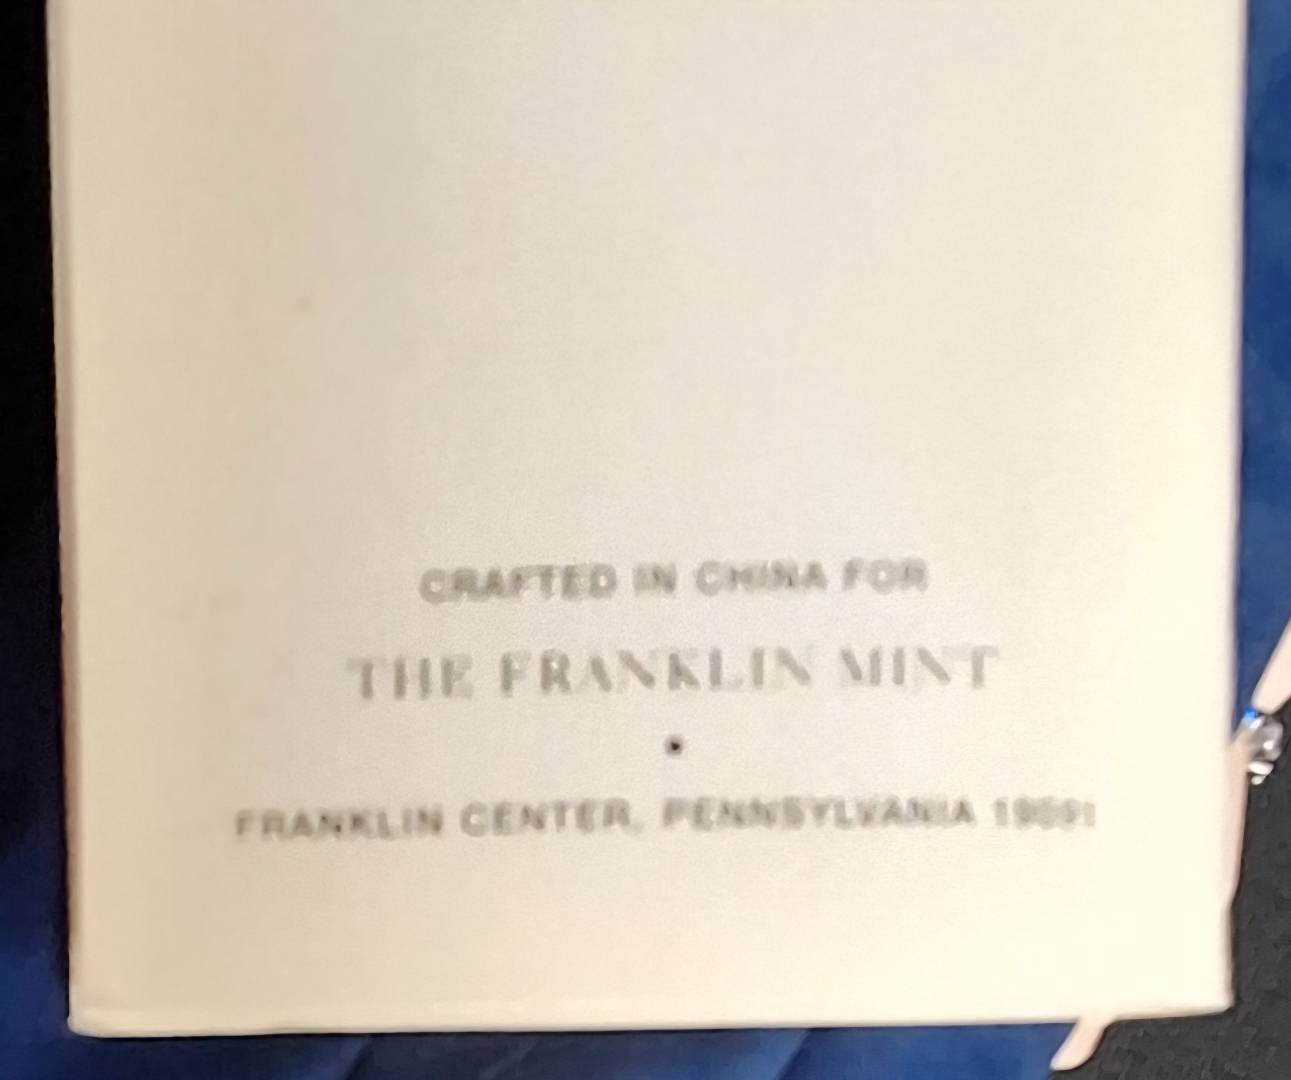 CRAFTED IN CHINA FOR
THE FRANKLIN MINT
•
FRANKLIN CENTER, PENNSYLVANIA